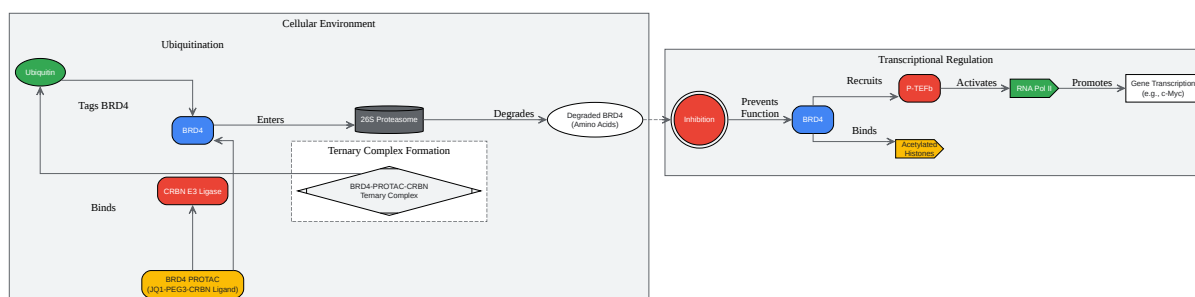 Cellular Environment
Ubiquitination
Ubiquitin
Tags BRD4
BRD4
Enters
26S Proteasome
Degrades
Degraded BRD4
(Amino Acids)
Ternary Complex Formation
BRD4-PROTAC-CRBN
Ternary Complex
CRBN E3 Ligase
Binds
BRD4 PROTAC
(JQ1-PEG3-CRBN Ligand)
Transcriptional Regulation
Inhibition
Prevents
Function
BRD4
Recruits
P-TEFb
Activates
RNA Pol II
Promotes
Gene Transcription
(e.g., c-Myc)
Binds
Acetylated
Histones